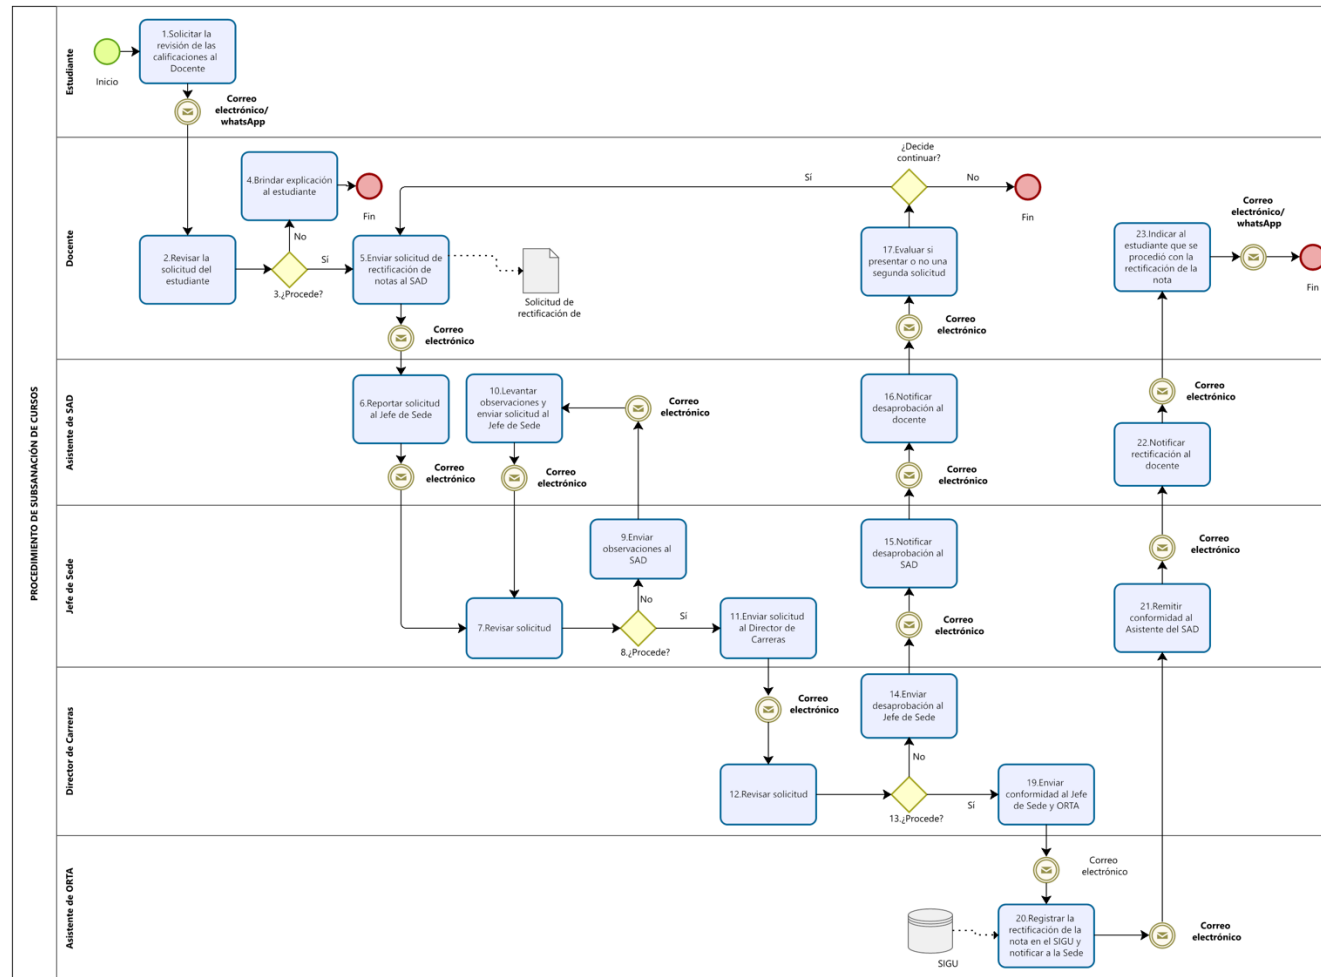 PROCEDIMIENTO DE SUBSANACIÓN DE CURSOS
Estudiante
Inicio
1.Solicitar la
revisión de las
calificaciones al
Docente
Correo
electrónico/
whatsApp
Docente
2.Revisar la
solicitud del
estudiante
3.¿Procede?
No
Sí
4.Brindar explicación
al estudiante
Fin
5.Enviar solicitud de
rectificación de
notas al SAD
Solicitud de
rectificación de
Correo
electrónico
Sí
¿Decide
continuar?
No
Fin
17.Evaluar si
presentar o no una
segunda solicitud
Correo
electrónico
23.Indicar al
estudiante que se
procedió con la
rectificación de la
nota
Correo
electrónico/
whatsApp
Fin
Asistente de SAD
6.Reportar solicitud
al Jefe de Sede
Correo
electrónico
10.Levantar
observaciones y
enviar solicitud al
Jefe de Sede
Correo
electrónico
Correo
electrónico
16.Notificar
desaprobación al
docente
Correo
electrónico
Correo
electrónico
22.Notificar
rectificación al
docente
Jefe de Sede
7.Revisar solicitud
8.¿Procede?
No
Sí
9.Enviar
observaciones al
SAD
11.Enviar solicitud
al Director de
Carreras
15.Notificar
desaprobación al
SAD
Correo
electrónico
Correo
electrónico
21.Remitir
conformidad al
Asistente del SAD
Director de Carreras
Correo
electrónico
12.Revisar solicitud
13.¿Procede?
No
Sí
14.Enviar
desaprobación al
Jefe de Sede
19.Enviar
conformidad al Jefe
de Sede y ORTA
Asistente de ORTA
Correo
electrónico
SIGU
20.Registrar la
rectificación de la
nota en el SIGU y
notificar a la Sede
Correo
electrónico